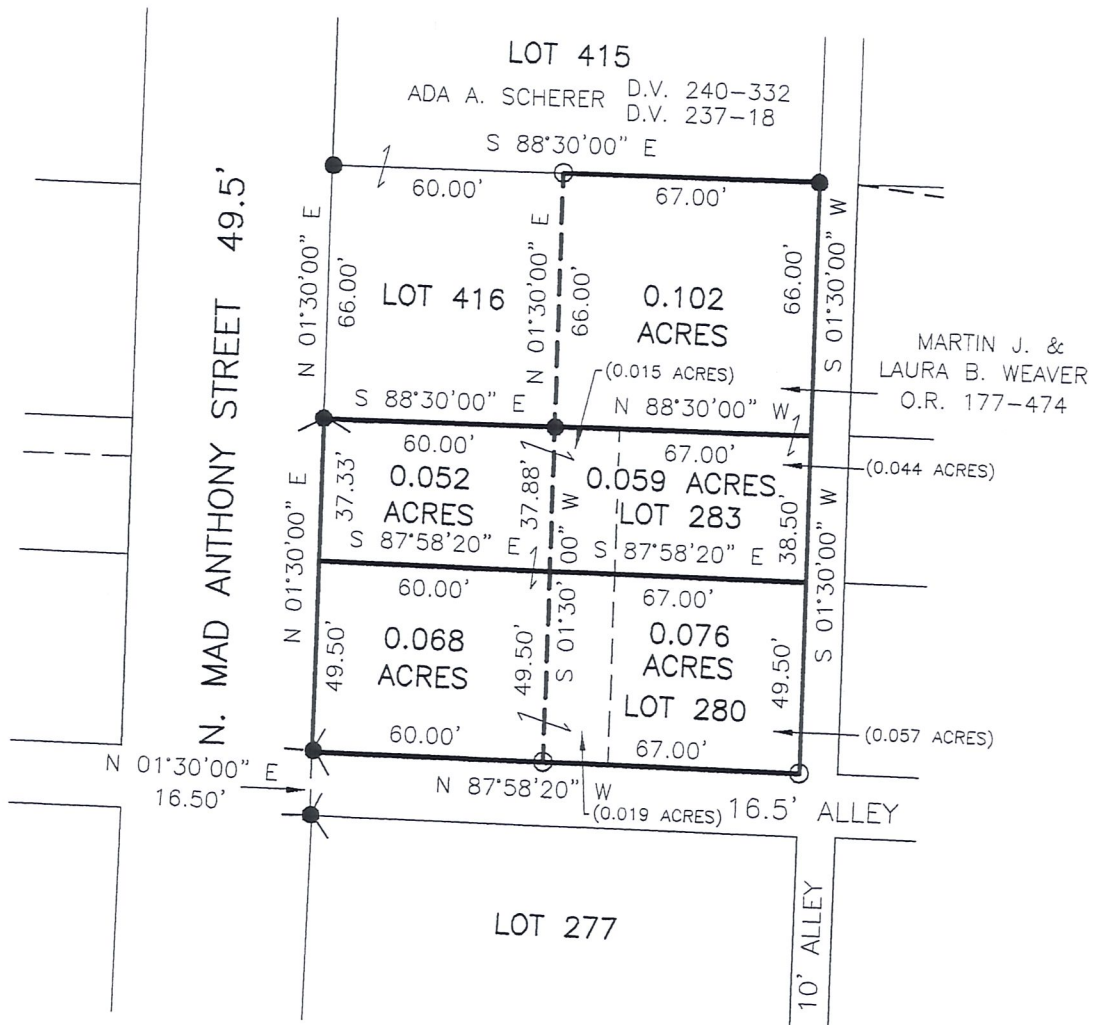 LOT 415
ADA A. SCHERER
D.V. 240-332
D.V. 237-18
S 88°30'00" E
60.00'
67.00'
N. MAD ANTHONY STREET 49.5'
N 01°30'00" E
66.00'
LOT 416
N 01°30'00" E
66.00'
0.102
ACRES
66.00'
S 01°30'00" W
MARTIN J. &
LAURA B. WEAVER
O.R. 177-474
(0.015 ACRES)
S 88°30'00" E
N 88°30'00" W
60.00'
67.00'
(0.044 ACRES)
N 01°30'00" E
37.33'
0.052
ACRES
37.88'
0.059 ACRES
LOT 283
38.50'
S 01°30'00" W
S 87°58'20" E
S 87°58'20" E
60.00'
67.00'
S 01°30'00" W
49.50'
0.068
ACRES
49.50'
0.076
ACRES
LOT 280
49.50'
(0.057 ACRES)
60.00'
67.00'
N 01°30'00" E
16.50'
N 87°58'20" W
(0.019 ACRES)
16.5' ALLEY
LOT 277
10' ALLEY